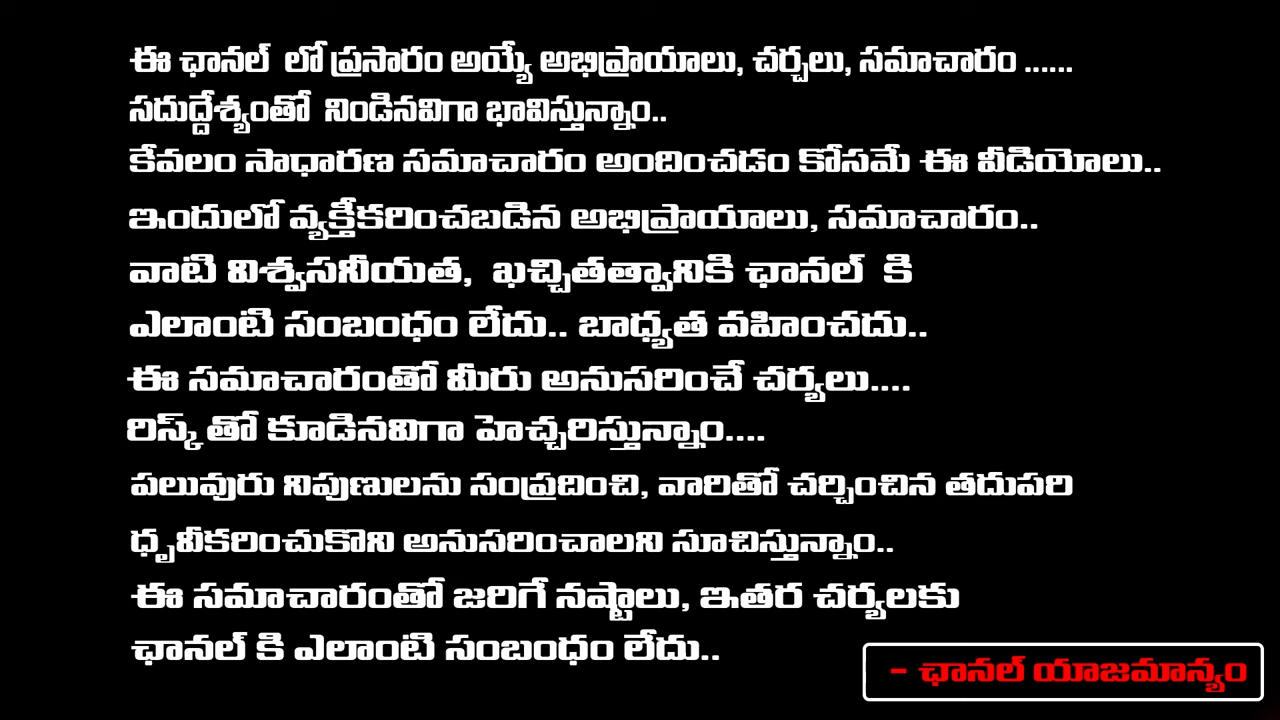 ఈ ఛానల్ లో ప్రసారం అయ్యే అభిప్రాయాలు, చర్చలు, సమాచారం ......
సదుద్దేశ్యంతో నిండినవిగా భావిస్తున్నాం..
కేవలం సాధారణ సమాచారం అందించడం కోసమే ఈ వీడియోలు..
ఇందులో వ్యక్తీకరించబడిన అభిప్రాయాలు, సమాచారం..
వాటి విశ్వసనీయత, ఖచ్చితత్వానికి ఛానల్ కి
ఎలాంటి సంబంధం లేదు.. బాధ్యత వహించదు..
ఈ సమాచారంతో మీరు అనుసరించే చర్యలు....
రిస్క్ తో కూడినవిగా హెచ్చరిస్తున్నాం....
పలువురు నిపుణులను సంప్రదించి, వారితో చర్చించిన తదుపరి
ధృవీకరించుకొని అనుసరించాలని సూచిస్తున్నాం..
ఈ సమాచారంతో జరిగే నష్టాలు, ఇతర చర్యలకు
ఛానల్ కి ఎలాంటి సంబంధం లేదు..
- ఛానల్ యాజమాన్యం